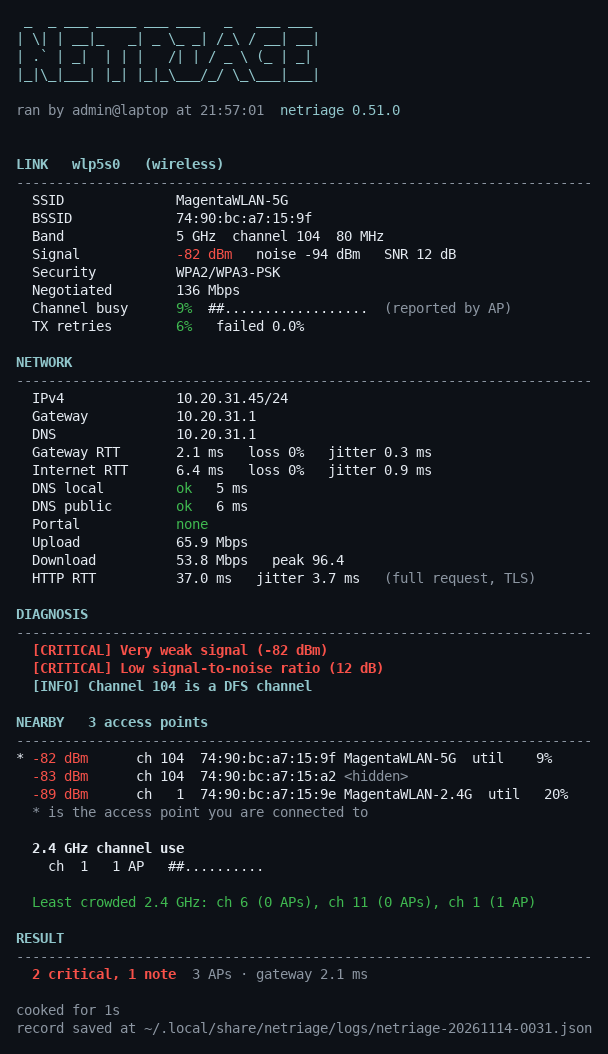 NETRIAGE
ran by admin@laptop at 21:57:01  netriage 0.51.0
LINK   wlp5s0   (wireless)
------------------------------------------------------------------------
SSID              MagentaWLAN-5G
BSSID             74:90:bc:a7:15:9f
Band              5 GHz  channel 104  80 MHz
Signal            -82 dBm   noise -94 dBm   SNR 12 dB
Security          WPA2/WPA3-PSK
Negotiated        136 Mbps
Channel busy      9%  ##..................  (reported by AP)
TX retries        6%   failed 0.0%
NETWORK
------------------------------------------------------------------------
IPv4              10.20.31.45/24
Gateway           10.20.31.1
DNS               10.20.31.1
Gateway RTT       2.1 ms   loss 0%   jitter 0.3 ms
Internet RTT      6.4 ms   loss 0%   jitter 0.9 ms
DNS local         ok   5 ms
DNS public        ok   6 ms
Portal            none
Upload            65.9 Mbps
Download          53.8 Mbps   peak 96.4
HTTP RTT          37.0 ms   jitter 3.7 ms   (full request, TLS)
DIAGNOSIS
------------------------------------------------------------------------
[CRITICAL] Very weak signal (-82 dBm)
[CRITICAL] Low signal-to-noise ratio (12 dB)
[INFO] Channel 104 is a DFS channel
NEARBY   3 access points
------------------------------------------------------------------------
* -82 dBm      ch 104  74:90:bc:a7:15:9f MagentaWLAN-5G  util    9%
-83 dBm      ch 104  74:90:bc:a7:15:a2 <hidden>
-89 dBm      ch   1  74:90:bc:a7:15:9e MagentaWLAN-2.4G  util   20%
* is the access point you are connected to
2.4 GHz channel use
ch  1   1 AP   ##..........
Least crowded 2.4 GHz: ch 6 (0 APs), ch 11 (0 APs), ch 1 (1 AP)
RESULT
------------------------------------------------------------------------
2 critical, 1 note  3 APs · gateway 2.1 ms
cooked for 1s
record saved at ~/.local/share/netriage/logs/netriage-20261114-0031.json